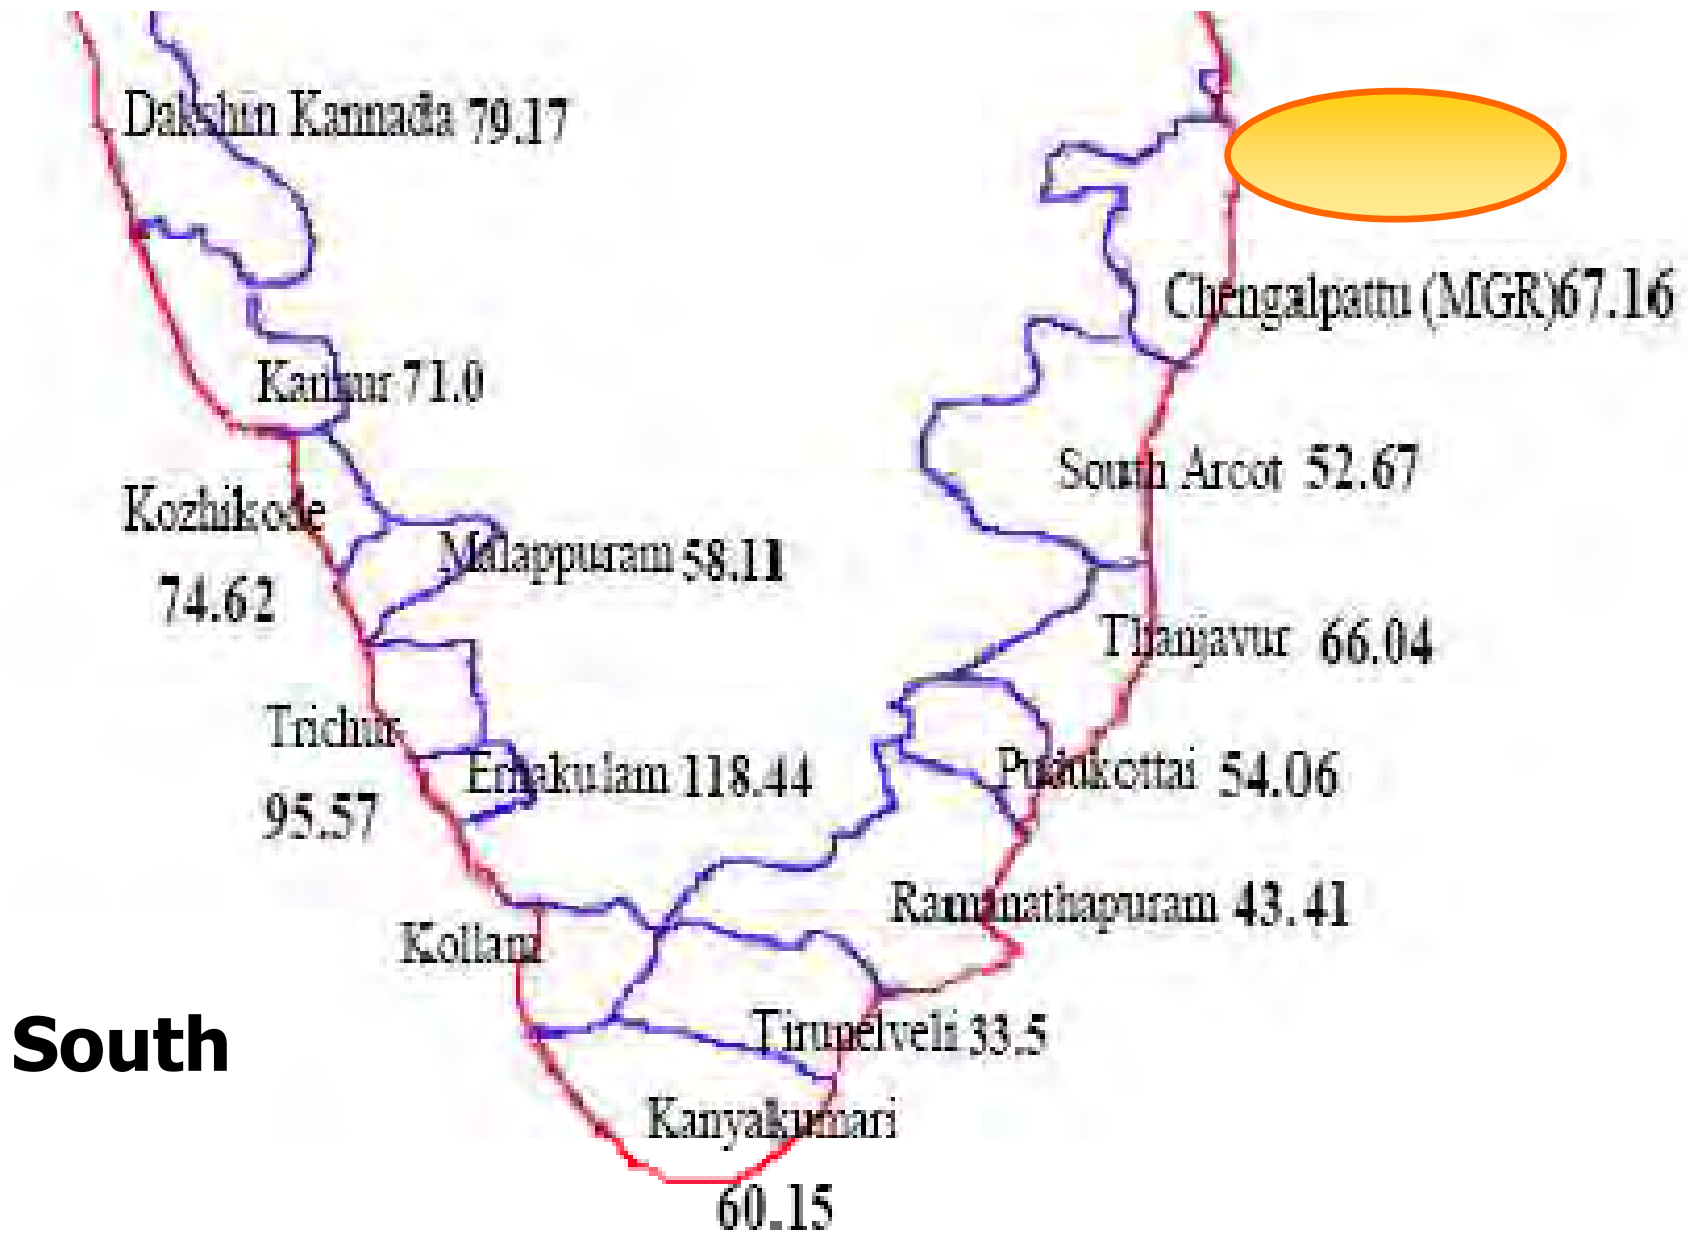 Dakshin Kannada 79.17
Chengalpattu (MGR)67.16
Kannur 71.0
South Arcot 52.67
Kozhikode
Malappuram 58.11
74.62
Thanjavur 66.04
Trichur
Ernakulam 118.44
Pudukottai 54.06
95.57
Ramanathapuram 43.41
Kollam
Tirunelveli 33.5
South
Kanyakumari
60.15